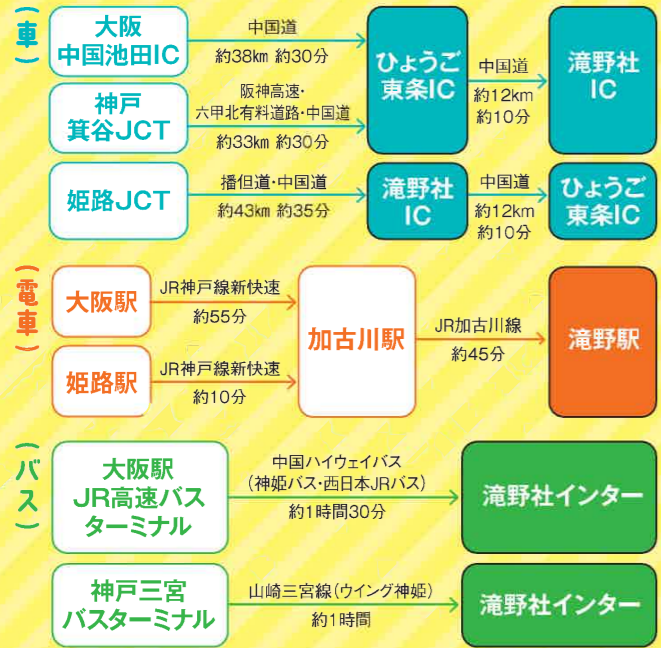 (車)
大阪
中国池田IC
中国道
約38km 約30分
神戸
箕谷JCT
阪神高速・
六甲北有料道路・中国道
約33km 約30分
ひょうご
東条IC
中国道
約12km
約10分
滝野社
IC
姫路JCT
播但道・中国道
約43km 約35分
滝野社
IC
中国道
約12km
約10分
ひょうご
東条IC
(電車)
大阪駅
JR神戸線新快速
約55分
姫路駅
JR神戸線新快速
約10分
加古川駅
JR加古川線
約45分
滝野駅
(バス)
大阪駅
JR高速バス
ターミナル
中国ハイウェイバス
(神姫バス・西日本JRバス)
約1時間30分
滝野社インター
神戸三宮
バスターミナル
山崎三宮線(ウイング神姫)
約1時間
滝野社インター